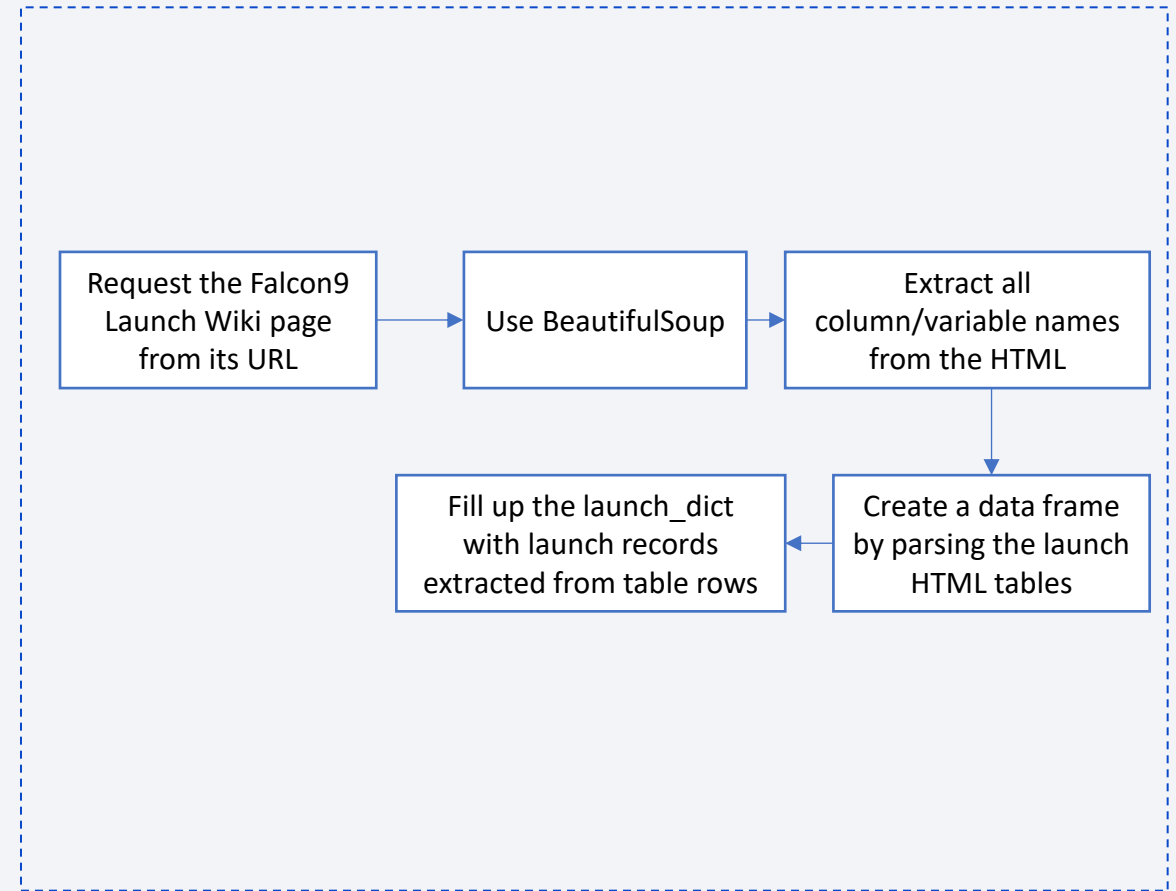 Request the Falcon9
Launch Wiki page
from its URL
Use BeautifulSoup
Extract all
column/variable names
from the HTML
Create a data frame
by parsing the launch
HTML tables
Fill up the launch_dict
with launch records
extracted from table rows